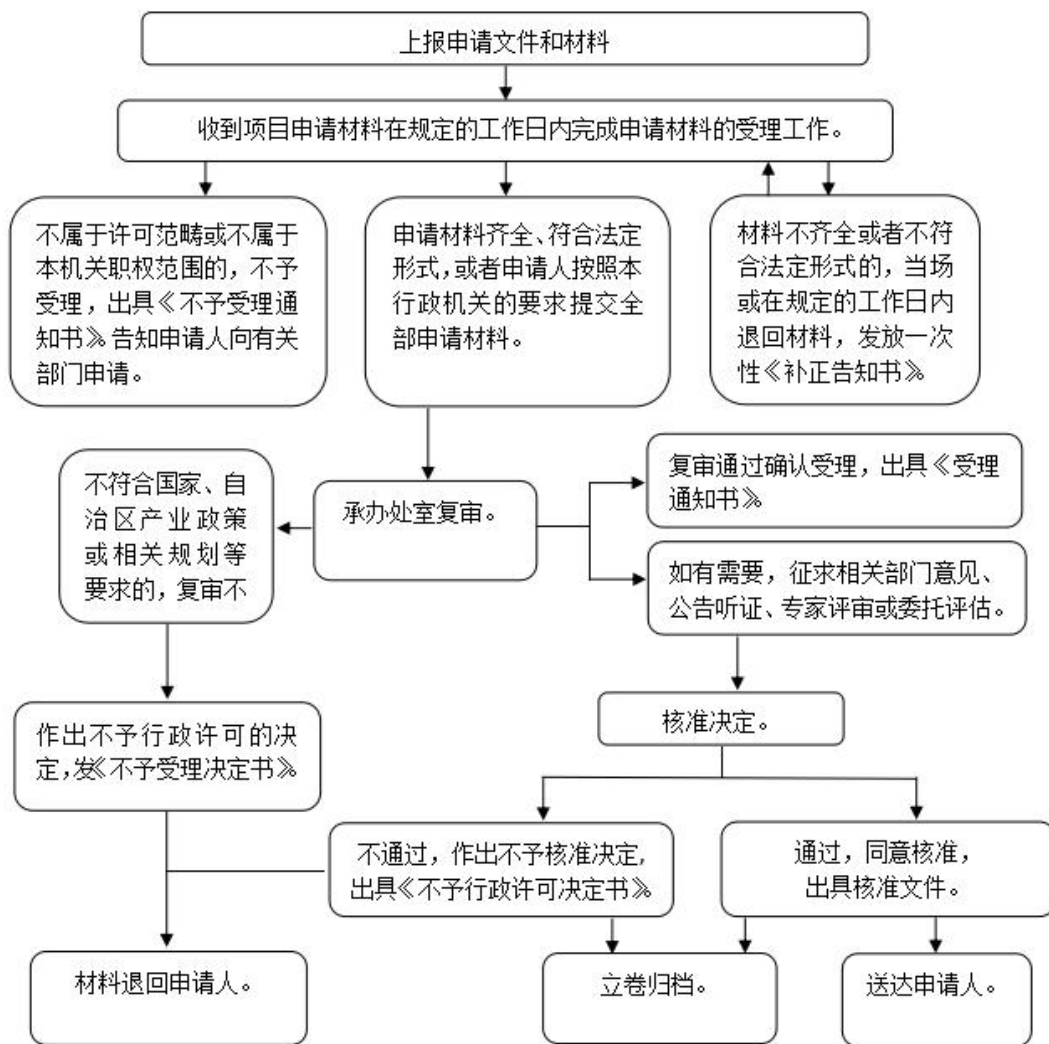 上报申请文件和材料
收到项目申请材料在规定的工作日内完成申请材料的受理工作。
不属于许可范畴或不属于
本机关职权范围的，不予
受理，出具《不予受理通
知书》告知申请人向有关
部门申请。
申请材料齐全、符合法定
形式，或者申请人按照本
行政机关的要求提交全
部申请材料。
材料不齐全或者不符
合法定形式的，当场
或在规定的工作日内
退回材料，发放一次
性《补正告知书》。
不符合国家、自
治区产业政策
或相关规划等
要求的，复审不
承办处室复审。
复审通过确认受理，出具《受理
通知书》。
如有需要，征求相关部门意见、
公告听证、专家评审或委托评估。
作出不予行政许可的决
定，发《不予受理决定书》。
核准决定。
不通过，作出不予核准决定，
出具《不予行政许可决定书》。
通过，同意核准，
出具核准文件。
材料退回申请人。
立卷归档。
送达申请人。